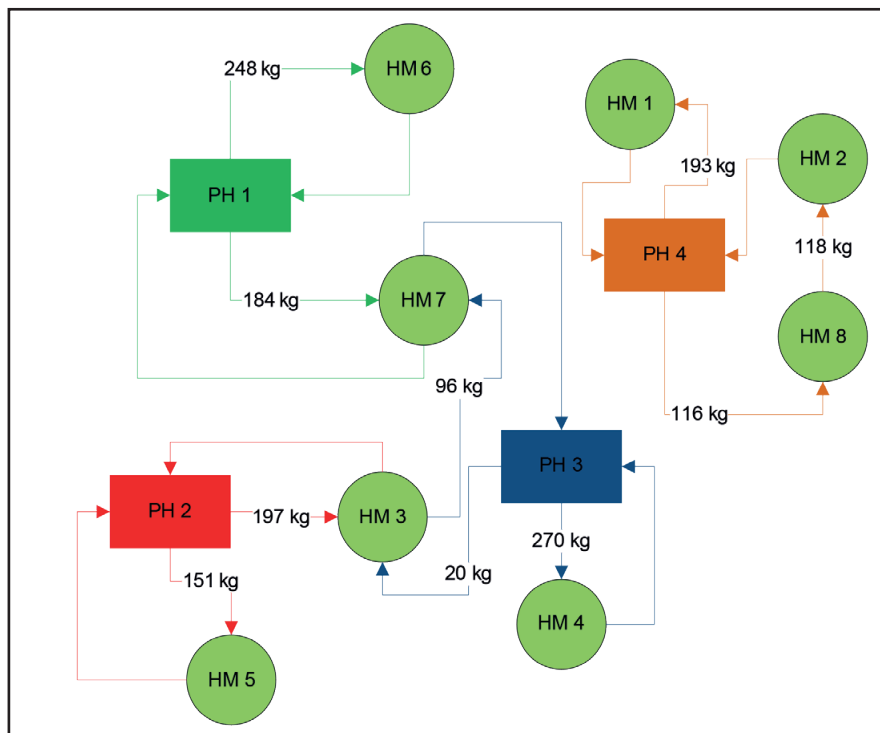 248 kg
HM 6
HM 1
PH 1
193 kg
HM 2
PH 4
118 kg
184 kg
HM 7
HM 8
96 kg
116 kg
PH 3
PH 2
197 kg
HM 3
270 kg
151 kg
20 kg
HM 4
HM 5